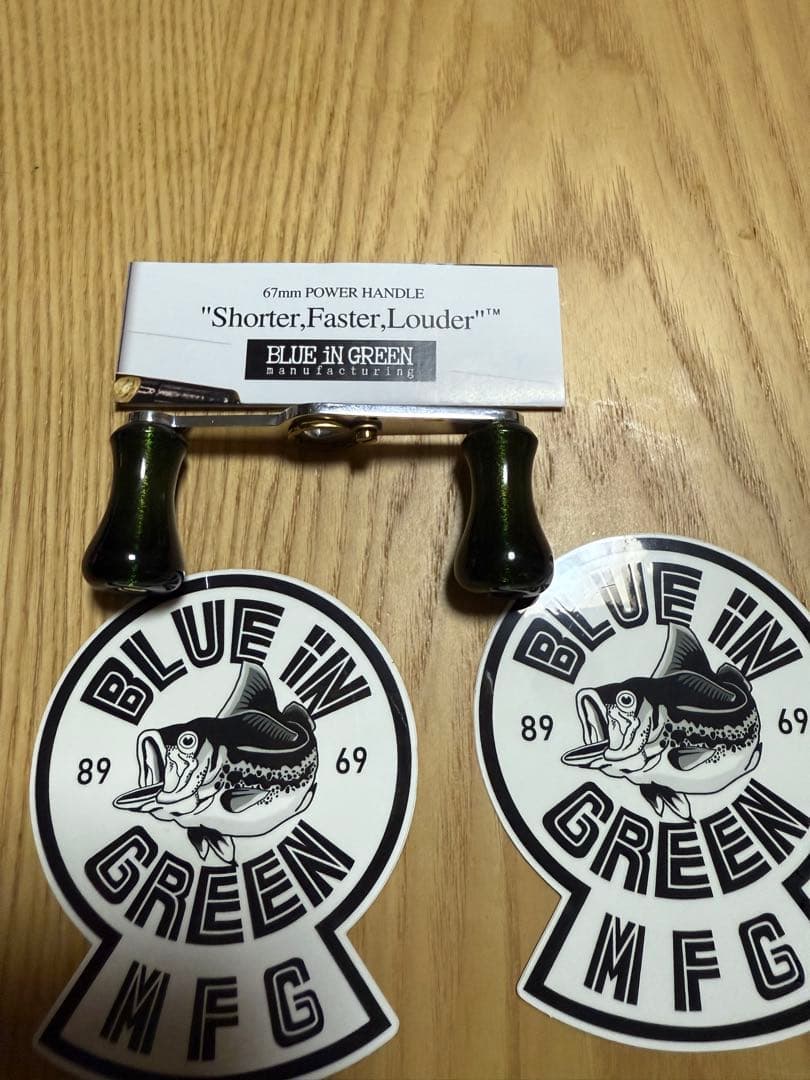 67mm POWER HANDLE
"Shorter,Faster,Louder"™
BLUE iN GREEN
manufacturing
BLUE iN
89 69
GREEN
MFG
BLUE iN
89 69
GREEN
MFG